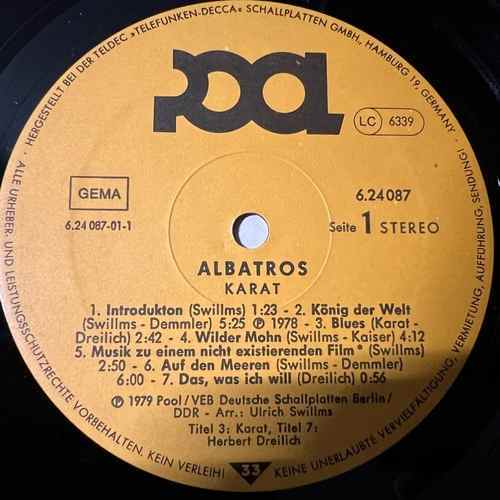 HERGESTELLT BEI DER TELDEC »TELEFUNKEN-DECCA« SCHALLPLATTEN GMBH., HAMBURG 19, GERMANY ·
POOL
LC 6339
GEMA
6.24 087-01-1
6.24087
Seite 1 STEREO
ALBATROS
KARAT
1. Introdukton (Swillms) 1:23 - 2. König der Welt
(Swillms - Demmler) 5:25 ℗ 1978 - 3. Blues (Karat -
Dreilich) 2:42 - 4. Wilder Mohn (Swillms - Kaiser) 4:12
5. Musik zu einem nicht existierenden Film* (Swillms)
2:50 - 6. Auf den Meeren (Swillms - Demmler)
6:00 - 7. Das, was ich will (Dreilich) 0:56
℗ 1979 Pool/VEB Deutsche Schallplatten Berlin/
DDR - Arr.: Ulrich Swillms
Titel 3: Karat, Titel 7:
Herbert Dreilich
33
ALLE URHEBER- UND LEISTUNGSSCHUTZRECHTE VORBEHALTEN. KEIN VERLEIH! KEINE UNERLAUBTE VERVIELFÄLTIGUNG, VERMIETUNG, AUFFÜHRUNG, SENDUNG!